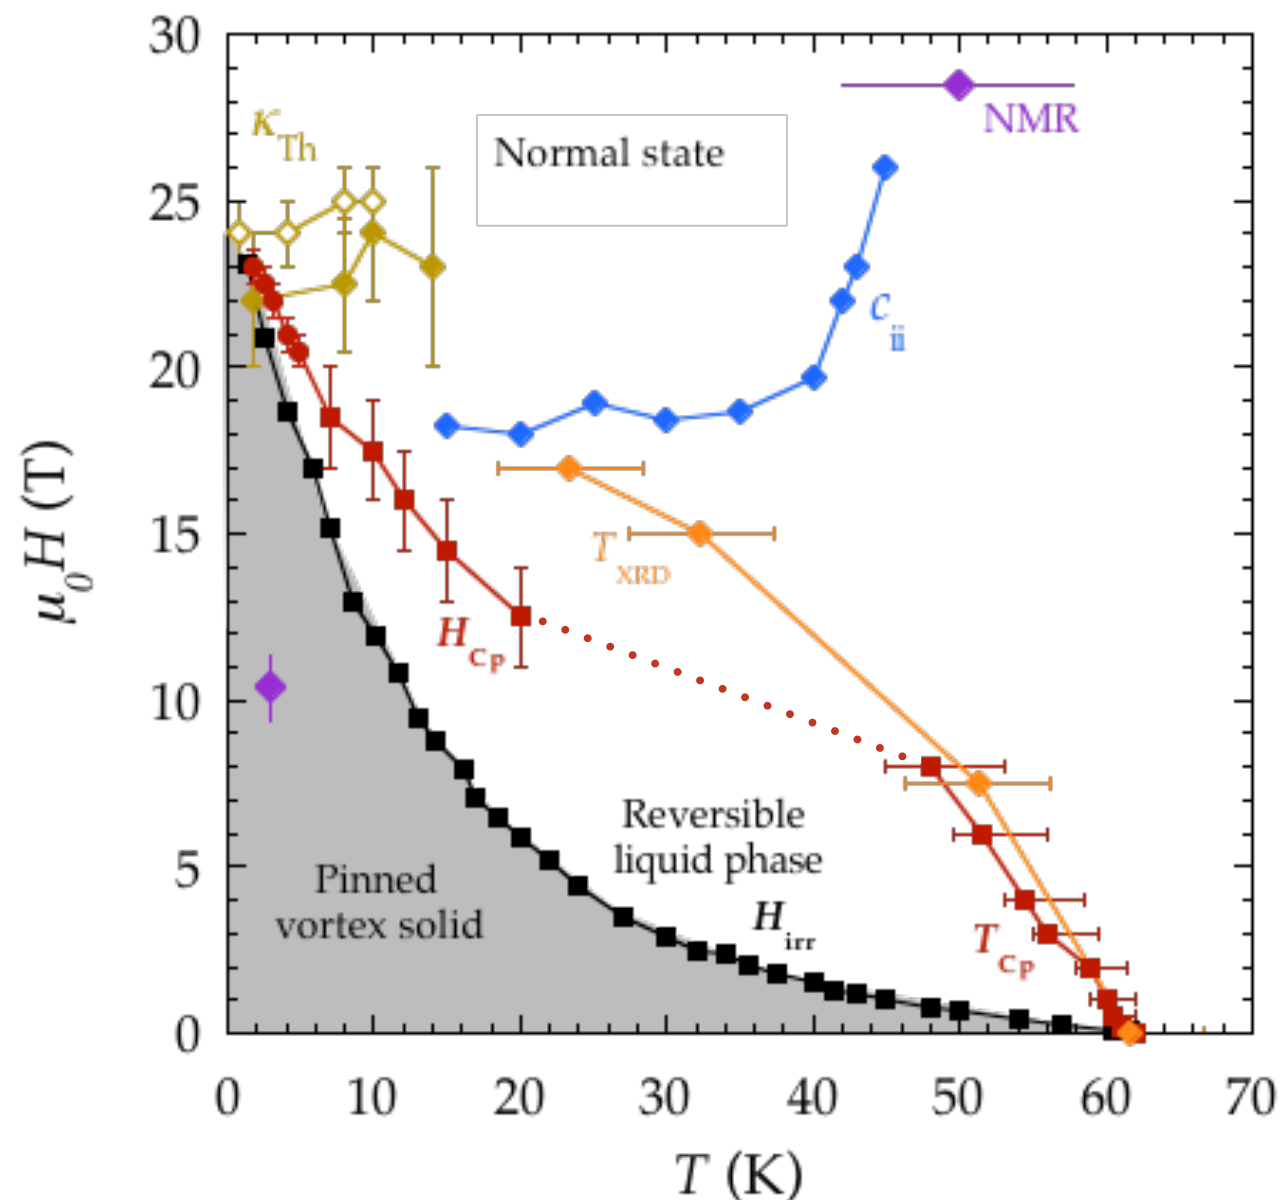 30
25
20
15
10
5
0
0 10 20 30 40 50 60 70
μ0H (T)
T (K)
κTh
Normal state
NMR
cii
TXRD
HCp
Reversible
liquid phase
Pinned
vortex solid
Hirr
TCp